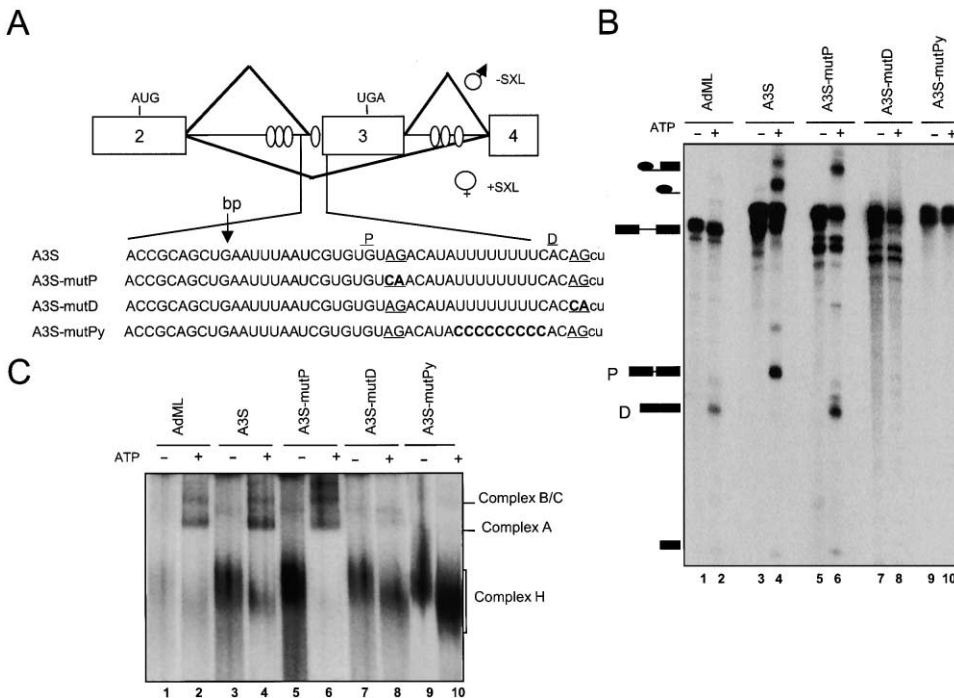 A
AUG
UGA
-SXL
2
3
4
+SXL
bp
P
D
A3S ACCGCAGCUGAAUUUAAUCGUGUGUAGACAUAUUUUUUUUCACAGcu
A3S-mutP ACCGCAGCUGAAUUUAAUCGUGUGUCAACAUAUUUUUUUUCACAGcu
A3S-mutD ACCGCAGCUGAAUUUAAUCGUGUGUAGACAUAUUUUUUUUCACCAcu
A3S-mutPy ACCGCAGCUGAAUUUAAUCGUGUGUAGACAUACCCCCCCCCACAGcu
B
AdML
A3S
A3S-mutP
A3S-mutD
A3S-mutPy
ATP - + - + - + - + - +
P
D
1 2 3 4 5 6 7 8 9 10
C
AdML
A3S
A3S-mutP
A3S-mutD
A3S-mutPy
ATP - + - + - + - + - +
Complex B/C
Complex A
Complex H
1 2 3 4 5 6 7 8 9 10